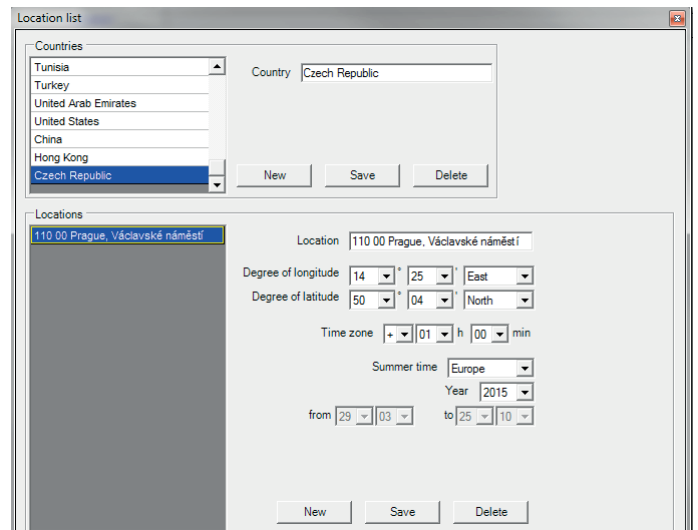 Location list
Countries
Tunisia
Turkey
United Arab Emirates
United States
China
Hong Kong
Czech Republic
Country Czech Republic
New Save Delete
Locations
110 00 Prague, Václavské náměstí
Location 110 00 Prague, Václavské náměstí
Degree of longitude 14 ° 25 ' East
Degree of latitude 50 ° 04 ' North
Time zone + 01 h 00 min
Summer time Europe
Year 2015
from 29 03 to 25 10
New Save Delete